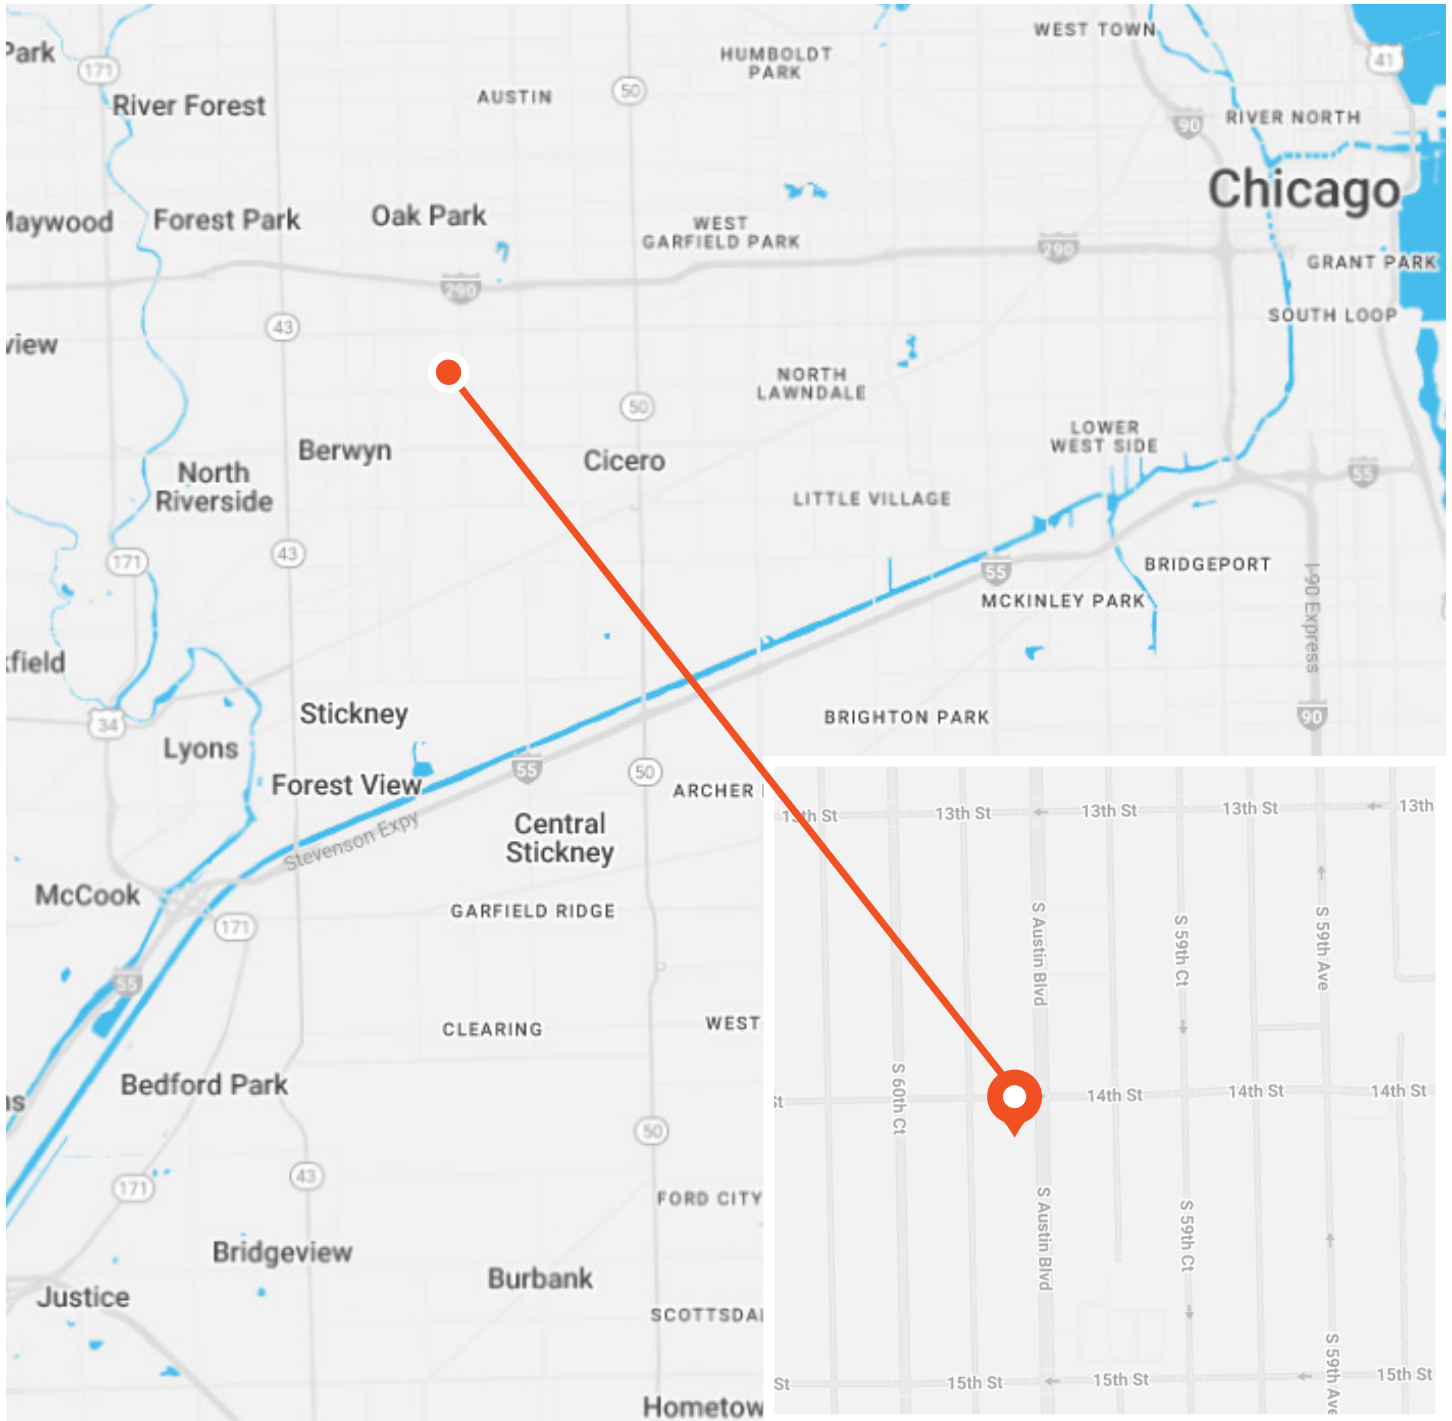 WEST TOWN
Park
HUMBOLDT
PARK
41
171
50
AUSTIN
River Forest
RIVER NORTH
90
Chicago
Maywood
Forest Park
Oak Park
WEST
GARFIELD PARK
290
GRANT PARK
290
SOUTH LOOP
43
view
NORTH
LAWNDALE
50
LOWER
WEST SIDE
Berwyn
Cicero
North
Riverside
55
LITTLE VILLAGE
43
171
BRIDGEPORT
55
MCKINLEY PARK
I-90 Express
kfield
Stickney
BRIGHTON PARK
90
34
Lyons
55
50
Forest View
ARCHER
Stevenson Expy
Central
Stickney
McCook
GARFIELD RIDGE
171
55
CLEARING
WEST
Bedford Park
ns
50
43
171
FORD CITY
Bridgeview
Burbank
Justice
SCOTTSDAL
Hometow
13th St
13th St
13th St
13th St
13th
S Austin Blvd
S 59th Ct
S 59th Ave
S 60th Ct
St
14th St
14th St
14th St
S Austin Blvd
S 59th Ct
S 59th Ave
St
15th St
15th St
15th St